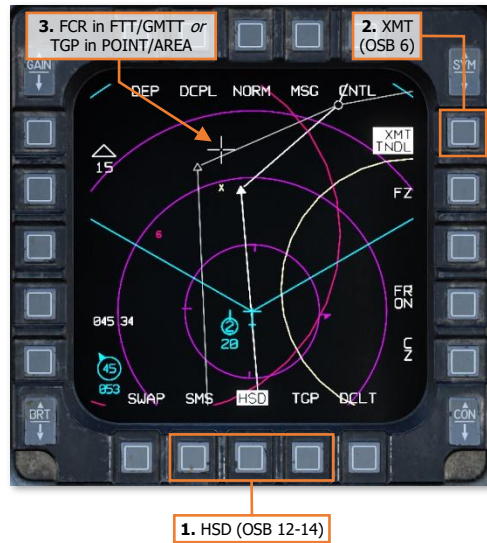 3. FCR in FTT/GMTT or
TGP in POINT/AREA
2. XMT
(OSB 6)
GAIN
SYM
DEP DCPL NORM MSG CNTL
XMT
TNDL
15
x
FZ
6
FR
ON
045 34
2
20
CZ
45
053
SWAP SMS HSD TGP DCLT
BRT
CON
1. HSD (OSB 12-14)